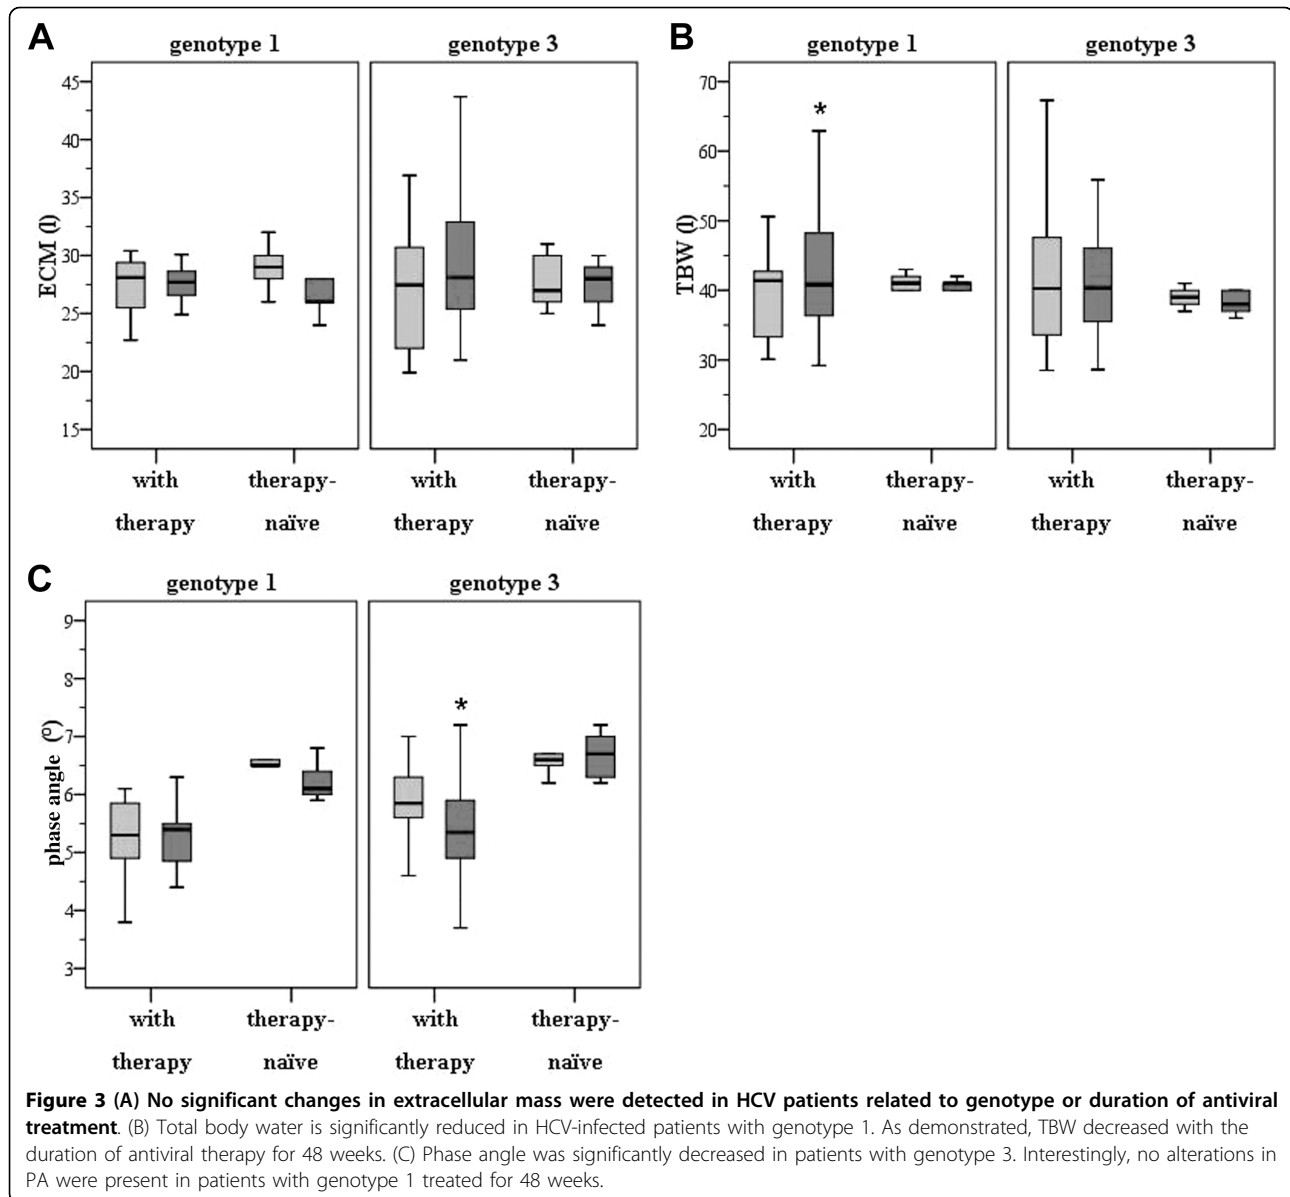 A
genotype 1
genotype 3
ECM (l)
45
40
35
30
25
20
15
with
therapy
therapy-
naïve
with
therapy
therapy-
naïve
B
genotype 1
genotype 3
TBW (l)
70
60
50
40
30
20
*
with
therapy
therapy-
naïve
with
therapy
therapy-
naïve
C
genotype 1
genotype 3
phase angle (°)
9
8
7
6
5
4
3
*
with
therapy
therapy-
naïve
with
therapy
therapy-
naïve
Figure 3 (A) No significant changes in extracellular mass were detected in HCV patients related to genotype or duration of antiviral
treatment. (B) Total body water is significantly reduced in HCV-infected patients with genotype 1. As demonstrated, TBW decreased with the
duration of antiviral therapy for 48 weeks. (C) Phase angle was significantly decreased in patients with genotype 3. Interestingly, no alterations in
PA were present in patients with genotype 1 treated for 48 weeks.